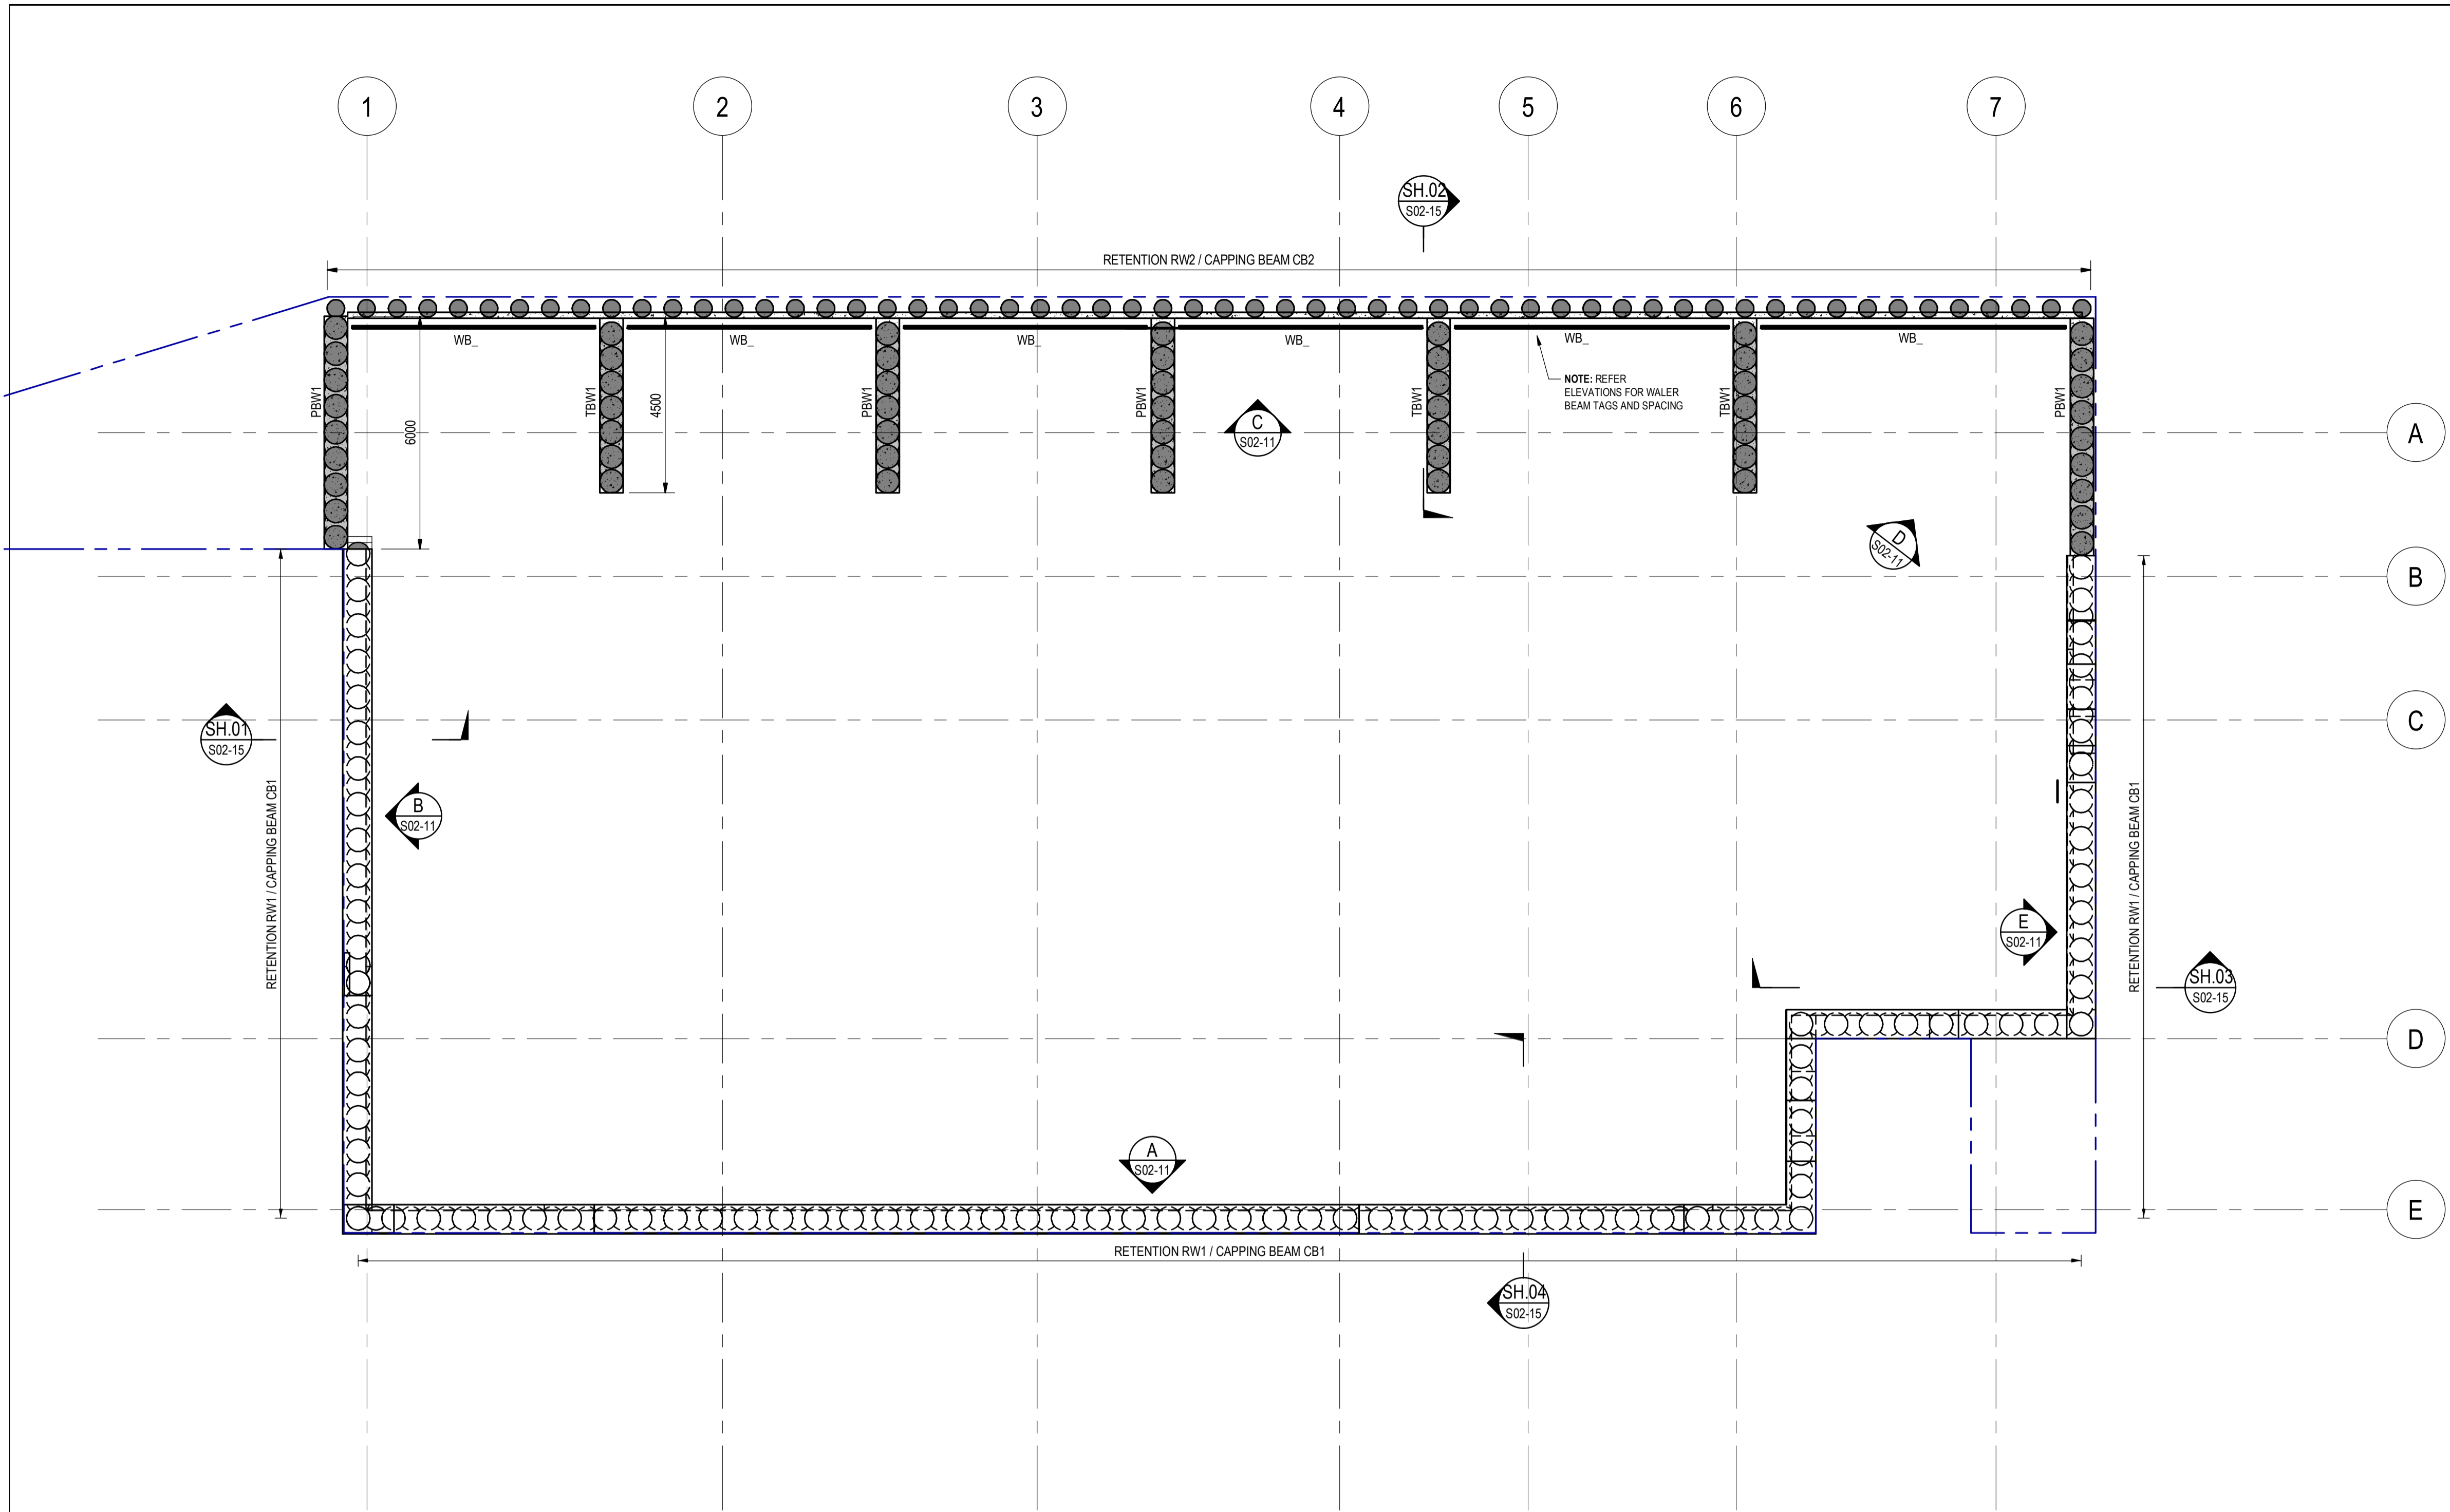 1
2
3
4
5
6
7
SH.02
S02-15
RETENTION RW2 / CAPPING BEAM CB2
WB_
WB_
WB_
WB_
WB_
WB_
NOTE: REFER
ELEVATIONS FOR WALER
BEAM TAGS AND SPACING
PBW1
6000
TBW1
4500
PBW1
PBW1
TBW1
TBW1
PBW1
C
S02-11
A
D
S02-11
B
SH.01
S02-15
C
RETENTION RW1 / CAPPING BEAM CB1
B
S02-11
RETENTION RW1 / CAPPING BEAM CB1
E
S02-11
SH.03
S02-15
D
A
S02-11
E
RETENTION RW1 / CAPPING BEAM CB1
SH.04
S02-15